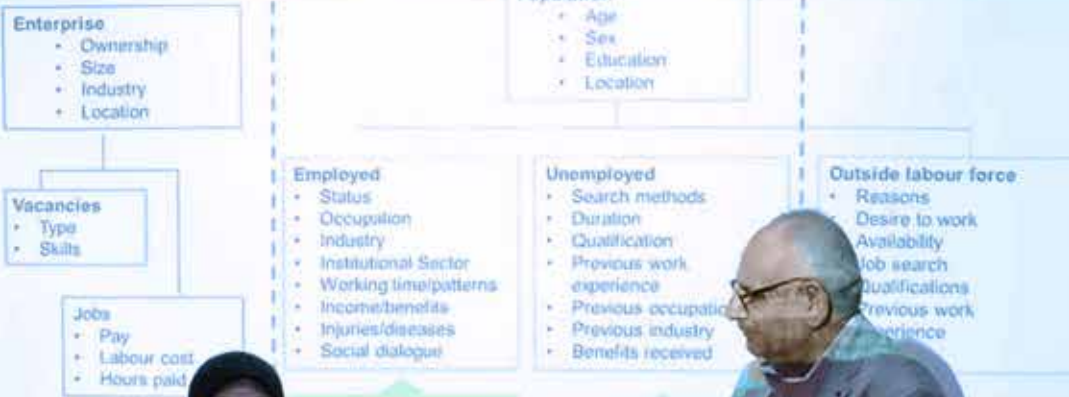 Enterprise
• Ownership
• Size
• Industry
• Location
• Age
• Sex
• Education
• Location
Vacancies
• Type
• Skills
Jobs
• Pay
• Labour cost
• Hours paid
Employed
• Status
• Occupation
• Industry
• Institutional Sector
• Working time/patterns
• Income/benefits
• Injuries/diseases
• Social dialogue
Unemployed
• Search methods
• Duration
• Qualification
• Previous work
experience
• Previous
• Previous industry
• Benefits received
Outside labour force
• Reasons
• Desire to work
Availability
Job search
Qualifications
Previous work